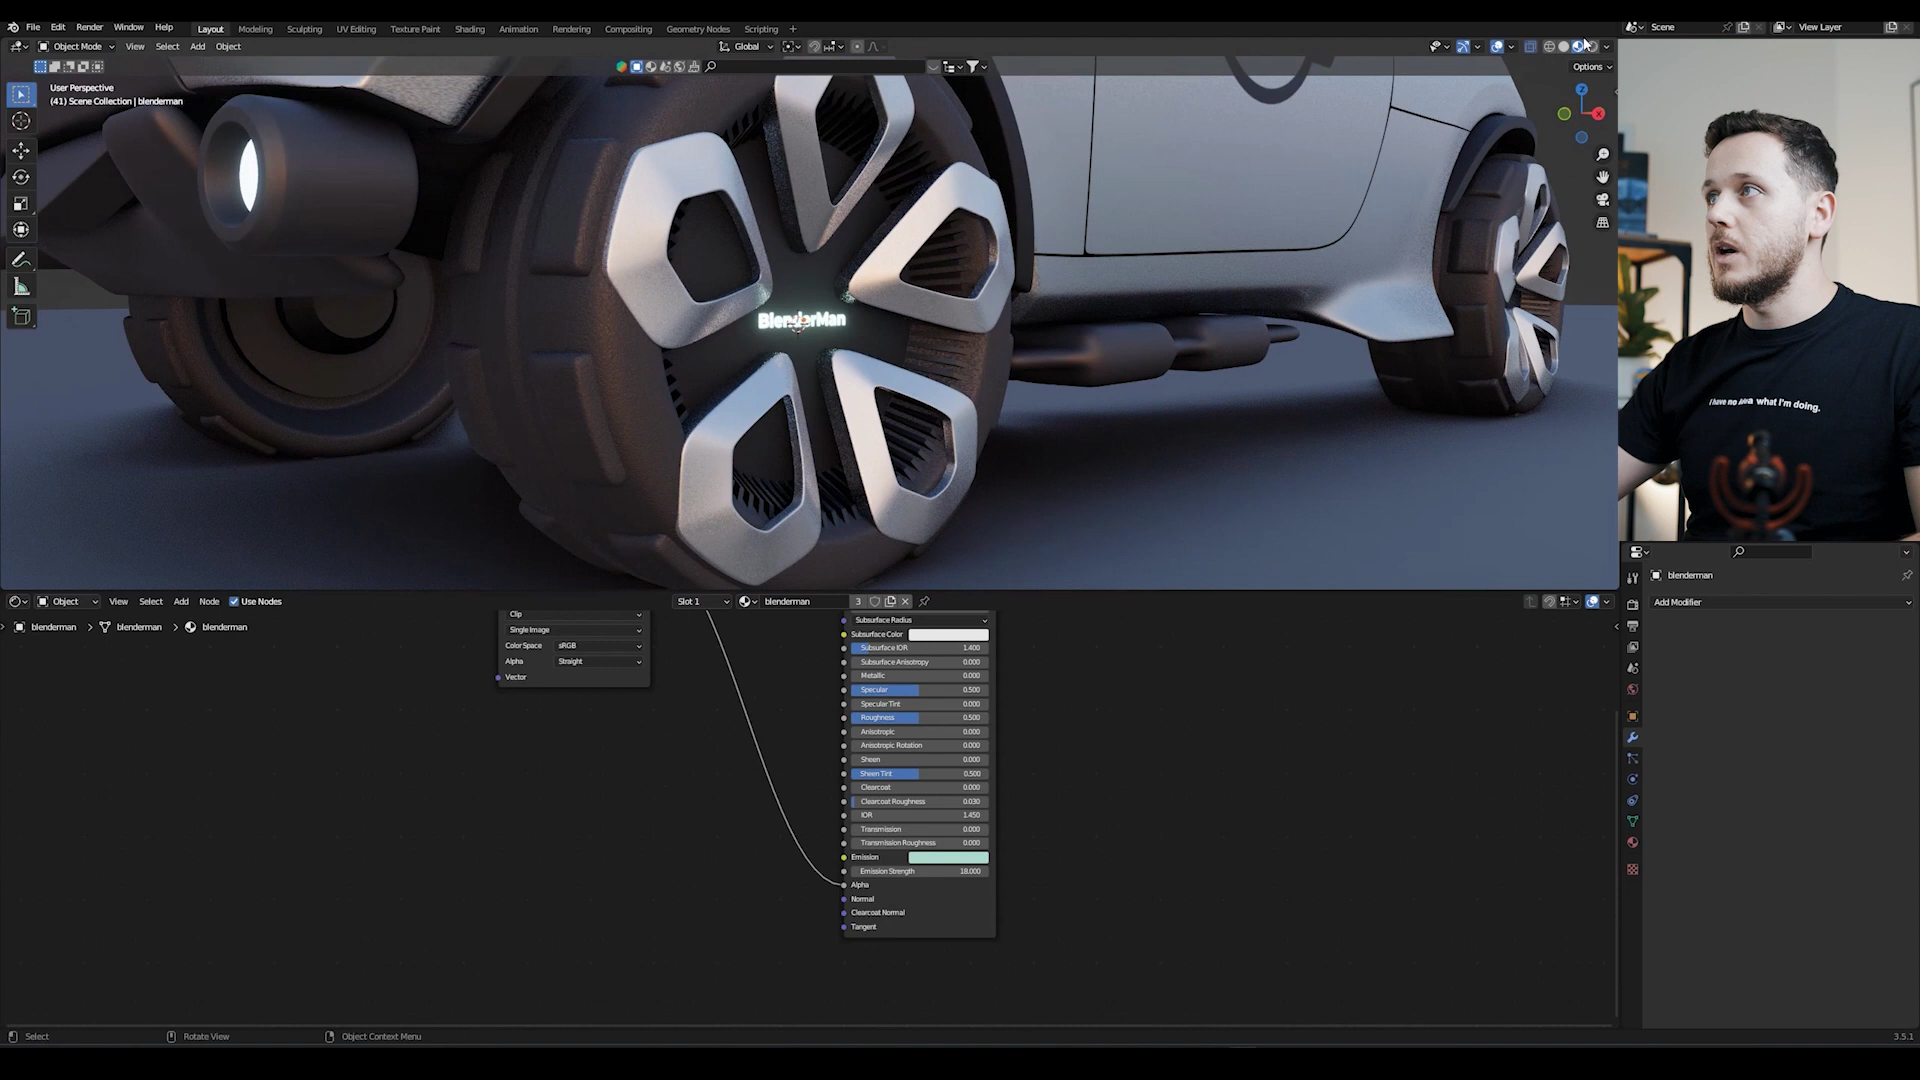 File Edit Render Window Help Layout Modeling Sculpting UV Editing Texture Paint Shading Animation Rendering Compositing Geometry Nodes Scripting + Scene View Layer
Object Mode View Select Add Object Global
Options
User Perspective
(41) Scene Collection | blenderman
Z
X
BlenderMan
I have no idea what I'm doing.
Object View Select Add Node Use Nodes Slot 1 blenderman 3
blenderman > blenderman > blenderman
Clip
Single Image
Color Space sRGB
Alpha Straight
Vector
Subsurface Radius
Subsurface Color
Subsurface IOR 1.400
Subsurface Anisotropy 0.000
Metallic 0.000
Specular 0.500
Specular Tint 0.000
Roughness 0.500
Anisotropic 0.000
Anisotropic Rotation 0.000
Sheen 0.000
Sheen Tint 0.500
Clearcoat 0.000
Clearcoat Roughness 0.030
IOR 1.450
Transmission 0.000
Transmission Roughness 0.000
Emission
Emission Strength 18.000
Alpha
Normal
Clearcoat Normal
Tangent
blenderman
Add Modifier
Select Rotate View Object Context Menu 3.5.1